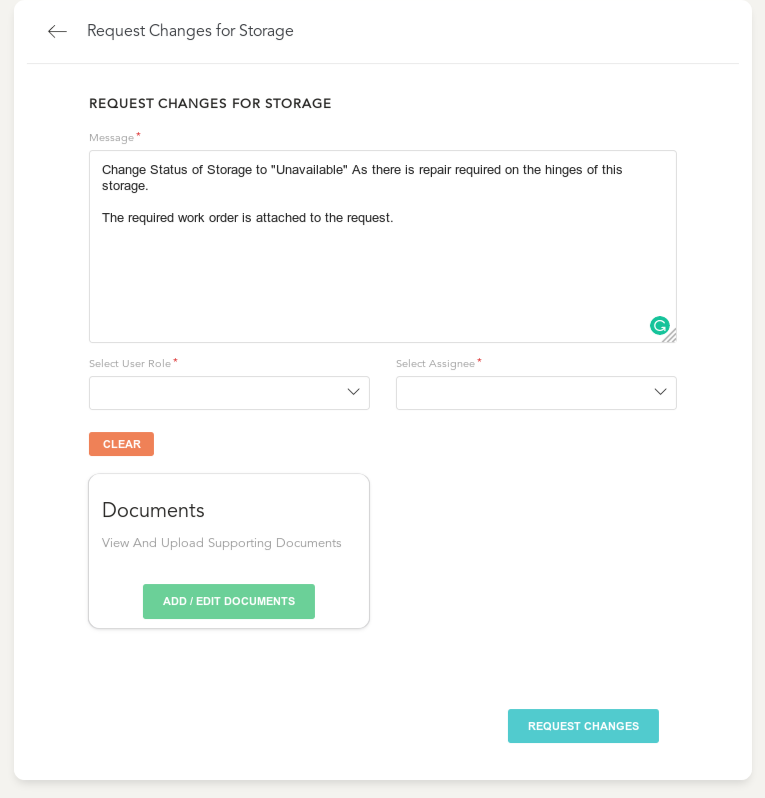 Request Changes for Storage
REQUEST CHANGES FOR STORAGE
Message *
Change Status of Storage to "Unavailable" As there is repair required on the hinges of this
storage.
The required work order is attached to the request.
Select User Role *
Select Assignee *
CLEAR
Documents
View And Upload Supporting Documents
ADD / EDIT DOCUMENTS
REQUEST CHANGES